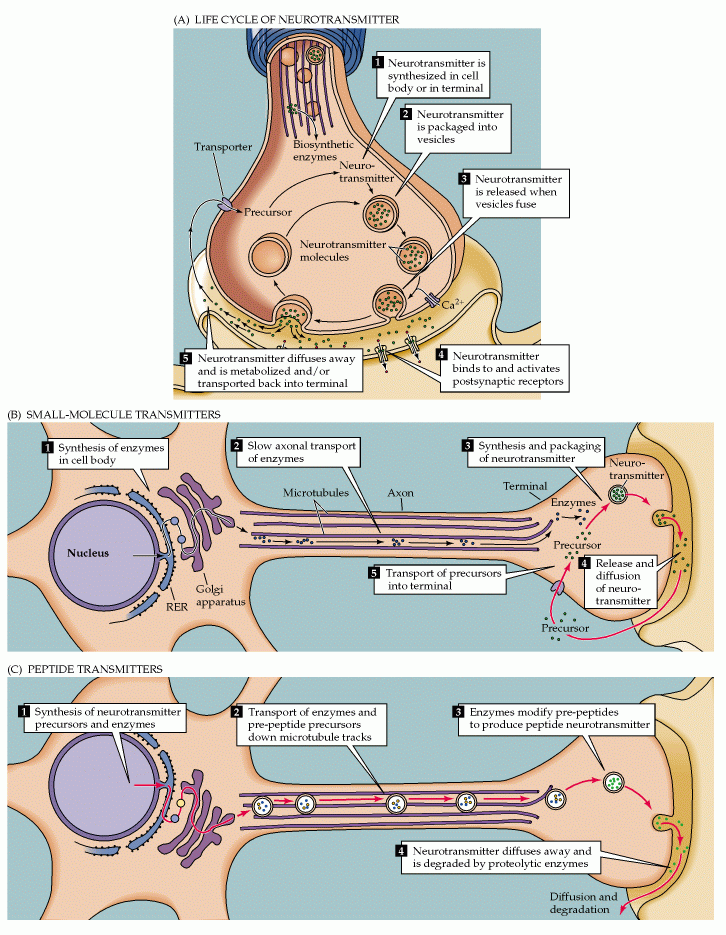 (A) LIFE CYCLE OF NEUROTRANSMITTER
1 Neurotransmitter is
synthesized in cell
body or in terminal
2 Neurotransmitter
is packaged into
vesicles
Transporter
Biosynthetic
enzymes
Neuro-
transmitter
3 Neurotransmitter
is released when
vesicles fuse
Precursor
Neurotransmitter
molecules
Ca2+
5 Neurotransmitter diffuses away
and is metabolized and/or
transported back into terminal
4 Neurotransmitter
binds to and activates
postsynaptic receptors
(B) SMALL-MOLECULE TRANSMITTERS
1 Synthesis of enzymes
in cell body
2 Slow axonal transport
of enzymes
3 Synthesis and packaging
of neurotransmitter
Neuro-
transmitter
Microtubules
Axon
Terminal
Enzymes
Nucleus
Precursor
RER
Golgi
apparatus
5 Transport of precursors
into terminal
4 Release and
diffusion
of neuro-
transmitter
Precursor
(C) PEPTIDE TRANSMITTERS
1 Synthesis of neurotransmitter
precursors and enzymes
2 Transport of enzymes and
pre-peptide precursors
down microtubule tracks
3 Enzymes modify pre-peptides
to produce peptide neurotransmitter
4 Neurotransmitter diffuses away and
is degraded by proteolytic enzymes
Diffusion and
degradation